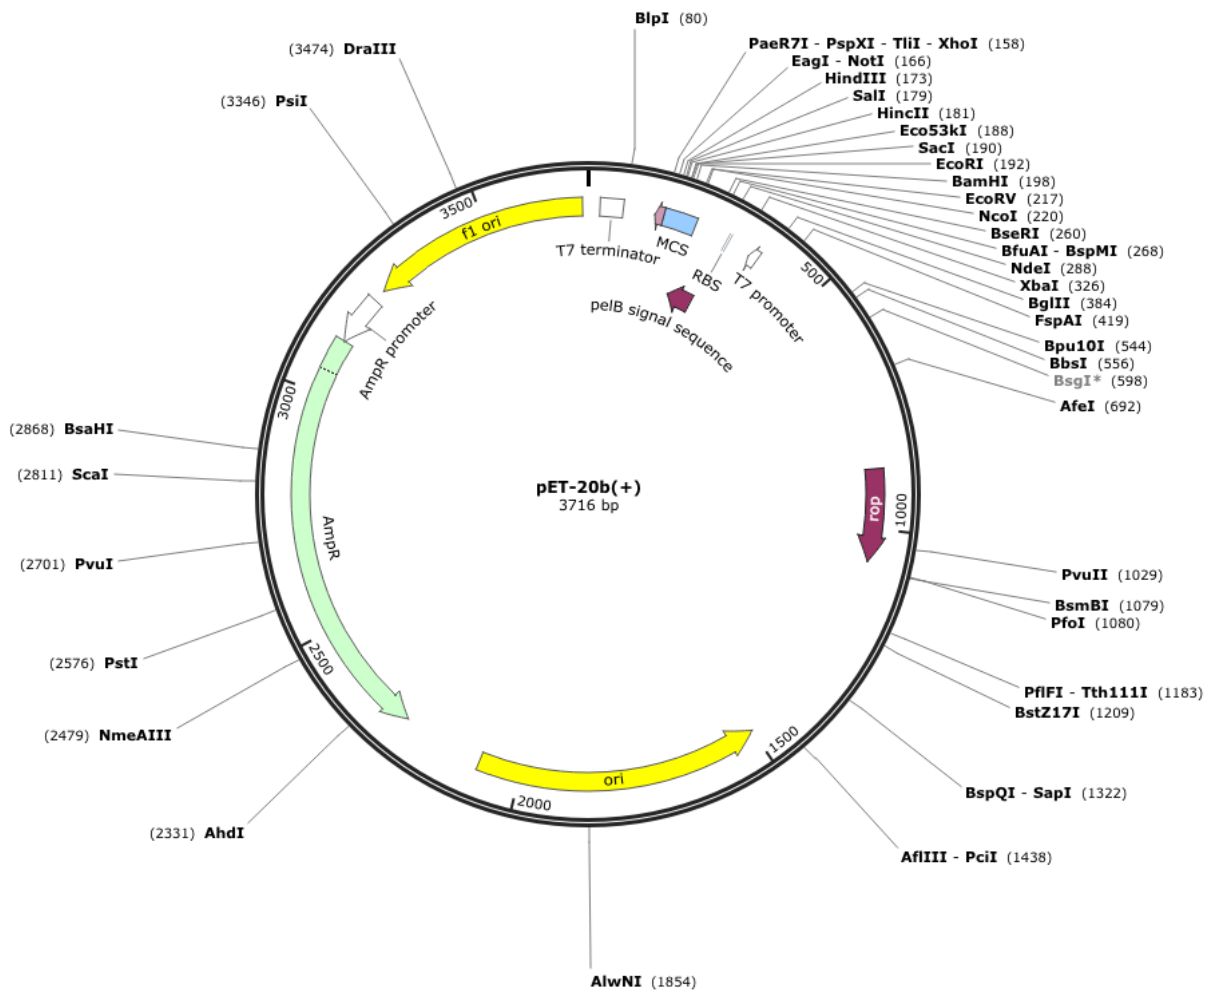 BlpI (80)
PaeR7I - PspXI - TliI - XhoI (158)
EagI - NotI (166)
HindIII (173)
SalI (179)
HincII (181)
Eco53kI (188)
SacI (190)
EcoRI (192)
BamHI (198)
EcoRV (217)
NcoI (220)
BseRI (260)
BfuAI - BspMI (268)
NdeI (288)
XbaI (326)
BglII (384)
FspAI (419)
Bpu10I (544)
BbsI (556)
BsgI* (598)
AfeI (692)
PvuII (1029)
BsmBI (1079)
PfoI (1080)
PflFI - Tth111I (1183)
BstZ17I (1209)
BspQI - SapI (1322)
AflIII - PciI (1438)
AlwNI (1854)
(2331) AhdI
(2479) NmeAIII
(2576) PstI
(2701) PvuI
(2811) ScaI
(2868) BsaHI
(3346) PsiI
(3474) DraIII
500
1000
1500
2000
2500
3000
3500
f1 ori
T7 terminator
MCS
RBS
T7 promoter
pelB signal sequence
AmpR promoter
AmpR
rop
ori
pET-20b(+)
3716 bp